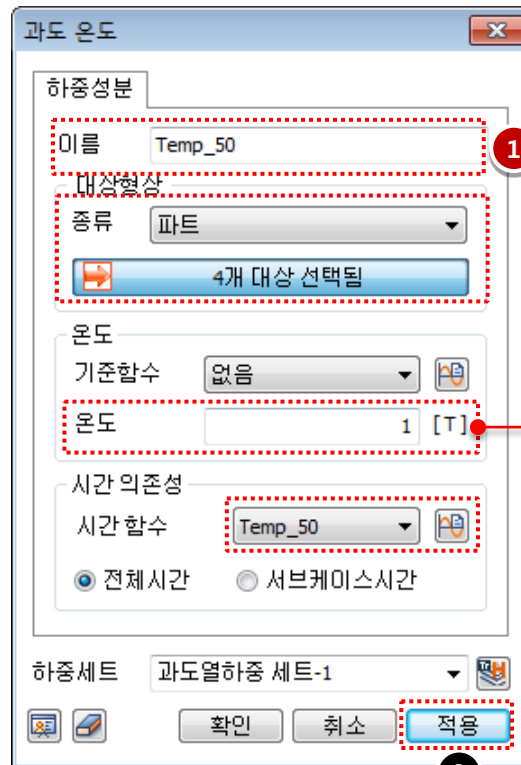 과도 온도
하중성분
이름 Temp_50
1
대상형상
종류 파트
4개 대상 선택됨
온도
기준함수 없음
온도 1 [T]
시간 의존성
시간 함수 Temp_50
전체시간 서브케이스시간
하중세트 과도열하중 세트-1
확인 취소 적용